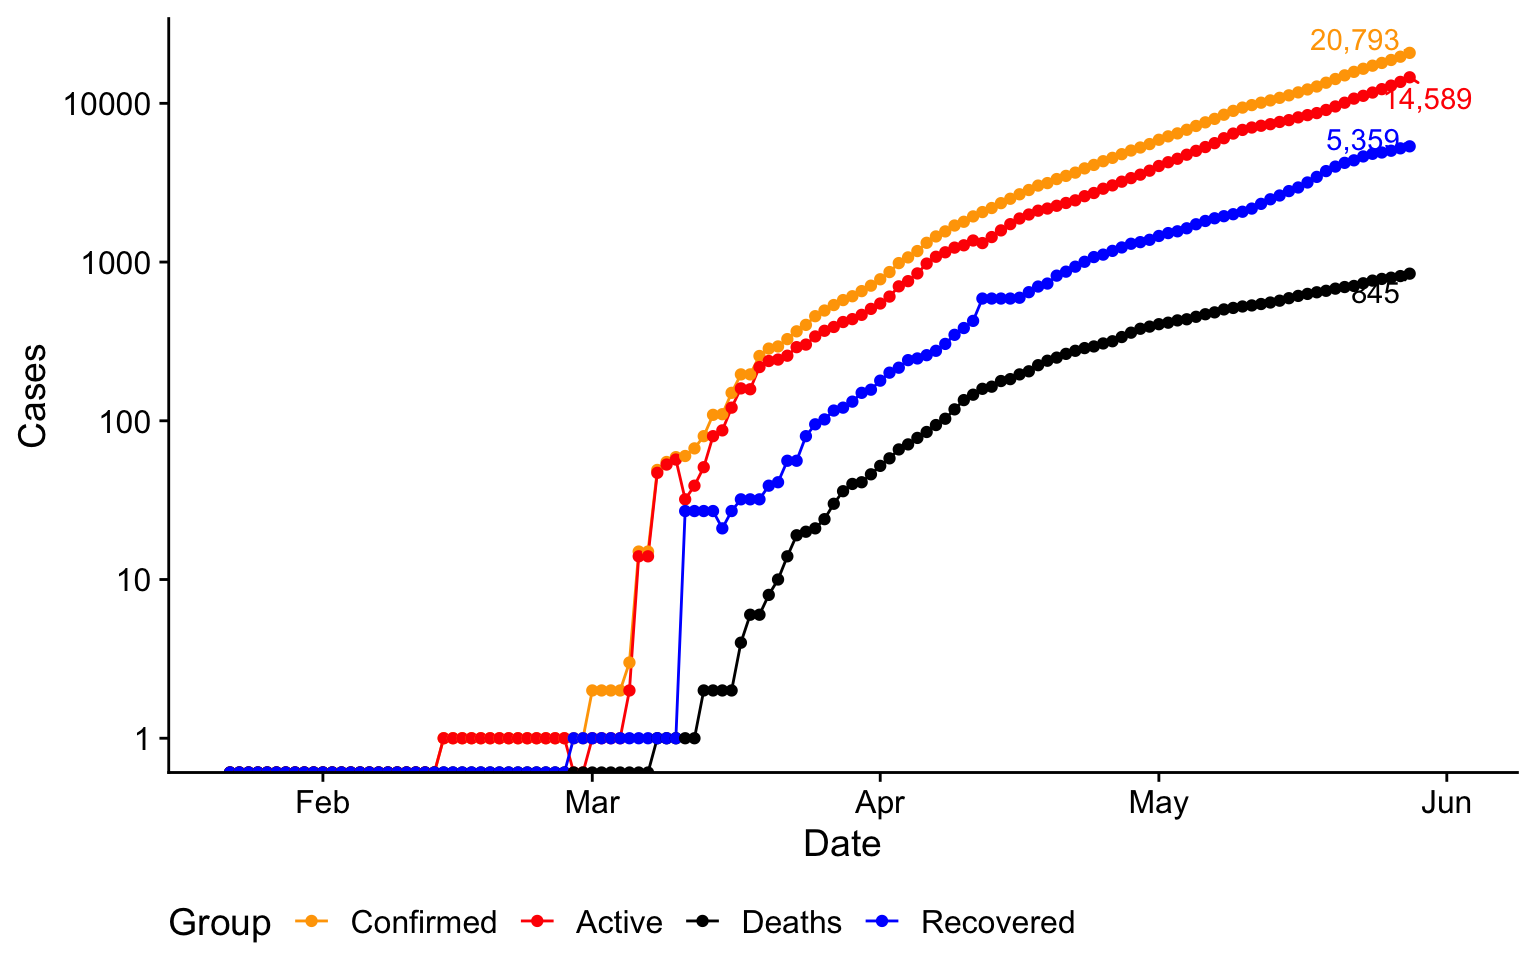 20,793
10000
14,589
5,359
1000
845
100
10
1
Cases
Feb Mar Apr May Jun
Date
Group Confirmed Active Deaths Recovered